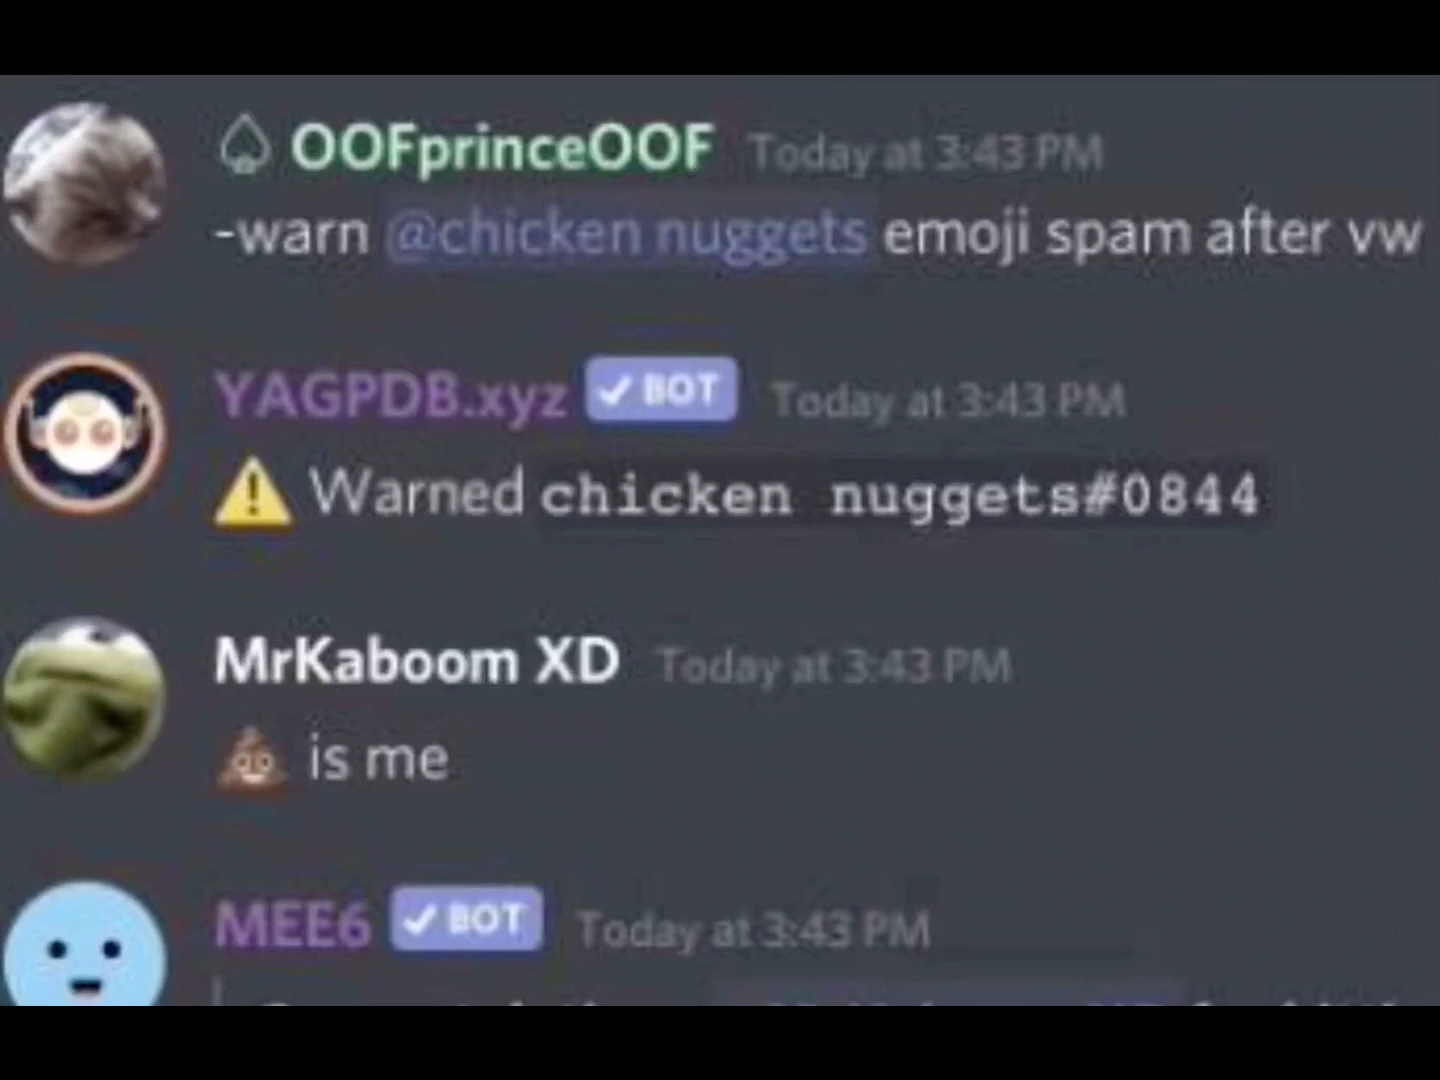 ♤ OOFprinceOOF Today at 3:43 PM
-warn @chicken nuggets emoji spam after vw
YAGPDB.xyz ✓ BOT Today at 3:43 PM
⚠️ Warned chicken nuggets#0844
MrKaboom XD Today at 3:43 PM
💩 is me
MEE6 ✓ BOT Today at 3:43 PM